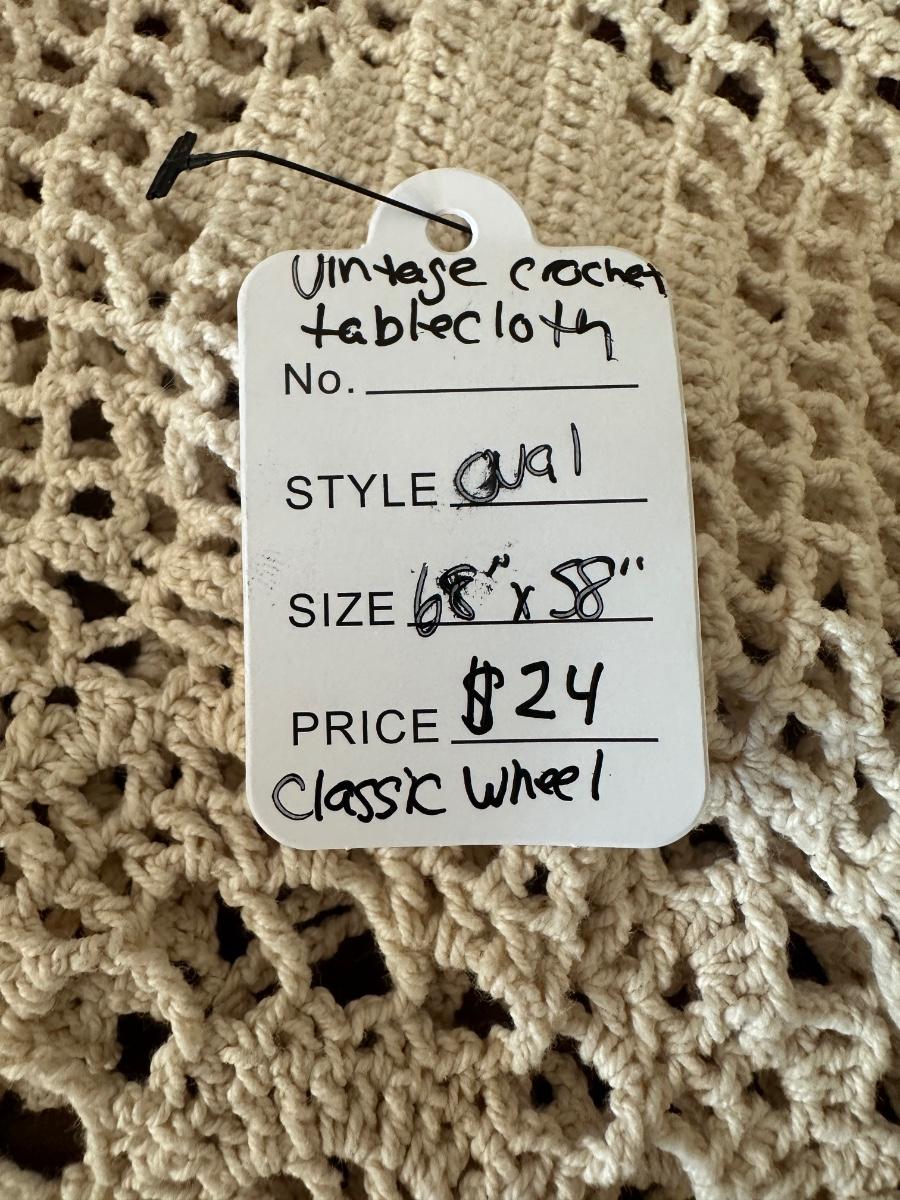 Vintage crochet
tablecloth
No.
STYLE oval
SIZE 68" x 58"
PRICE $24
Classic Wheel